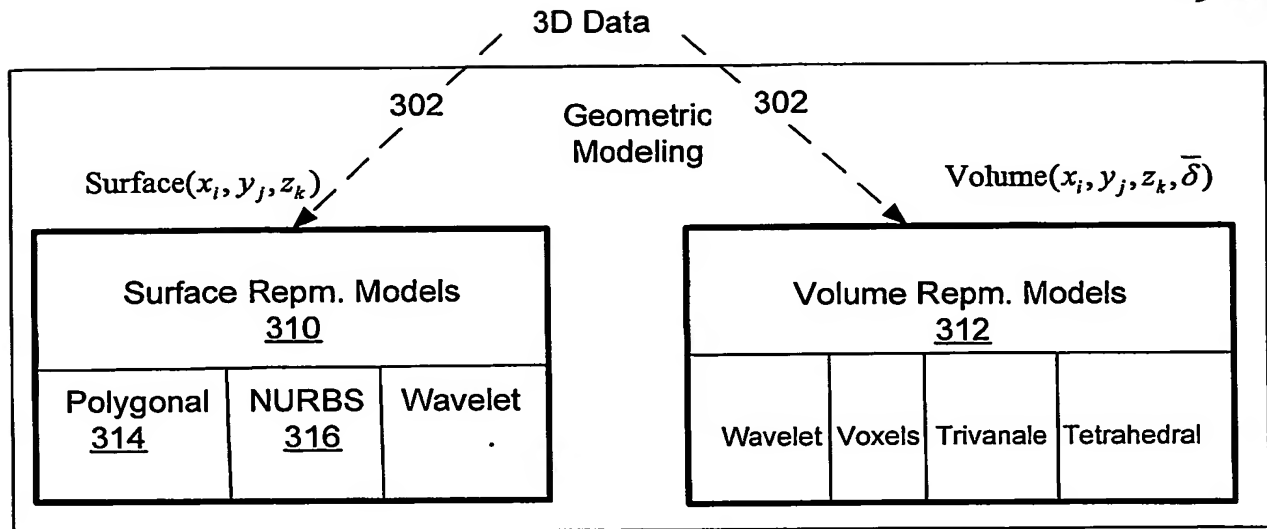 3D Data
302
302
Geometric
Modeling
Surface(x_i, y_j, z_k)
Volume(x_i, y_j, z_k, δ̅)
Surface Repm. Models
310
Volume Repm. Models
312
Polygonal
314
NURBS
316
Wavelet
Wavelet
Voxels
Trivanale
Tetrahedral